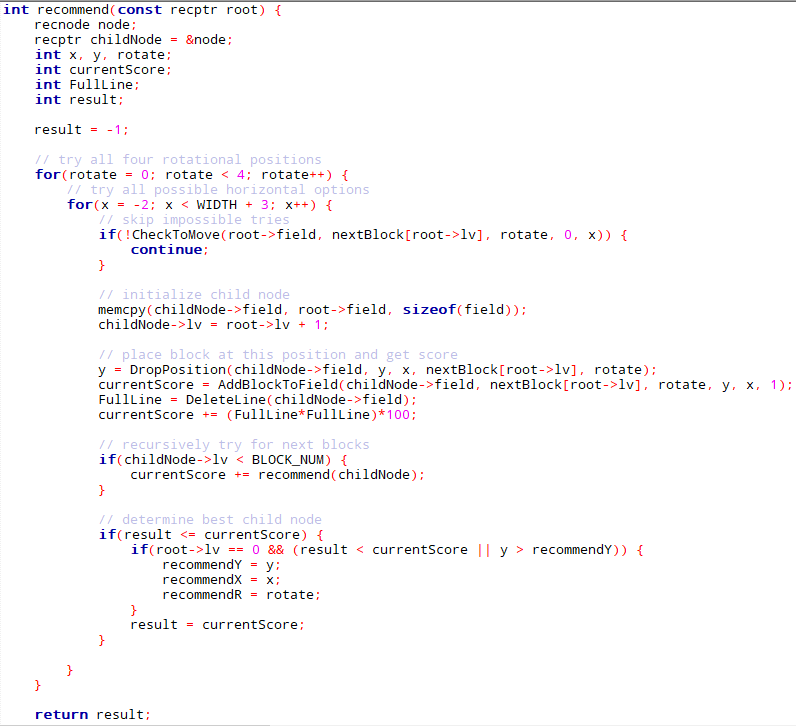 int recommend(const recptr root) {
    recnode node;
    recptr childNode = &node;
    int x, y, rotate;
    int currentScore;
    int FullLine;
    int result;

    result = -1;

    // try all four rotational positions
    for(rotate = 0; rotate < 4; rotate++) {
        // try all possible horizontal options
        for(x = -2; x < WIDTH + 3; x++) {
            // skip impossible tries
            if(!CheckToMove(root->field, nextBlock[root->lv], rotate, 0, x)) {
                continue;
            }

            // initialize child node
            memcpy(childNode->field, root->field, sizeof(field));
            childNode->lv = root->lv + 1;

            // place block at this position and get score
            y = DropPosition(childNode->field, y, x, nextBlock[root->lv], rotate);
            currentScore = AddBlockToField(childNode->field, nextBlock[root->lv], rotate, y, x, 1);
            FullLine = DeleteLine(childNode->field);
            currentScore += (FullLine*FullLine)*100;

            // recursively try for next blocks
            if(childNode->lv < BLOCK_NUM) {
                currentScore += recommend(childNode);
            }

            // determine best child node
            if(result <= currentScore) {
                if(root->lv == 0 && (result < currentScore || y > recommendY)) {
                    recommendY = y;
                    recommendX = x;
                    recommendR = rotate;
                }
                result = currentScore;
            }

        }
    }

    return result;